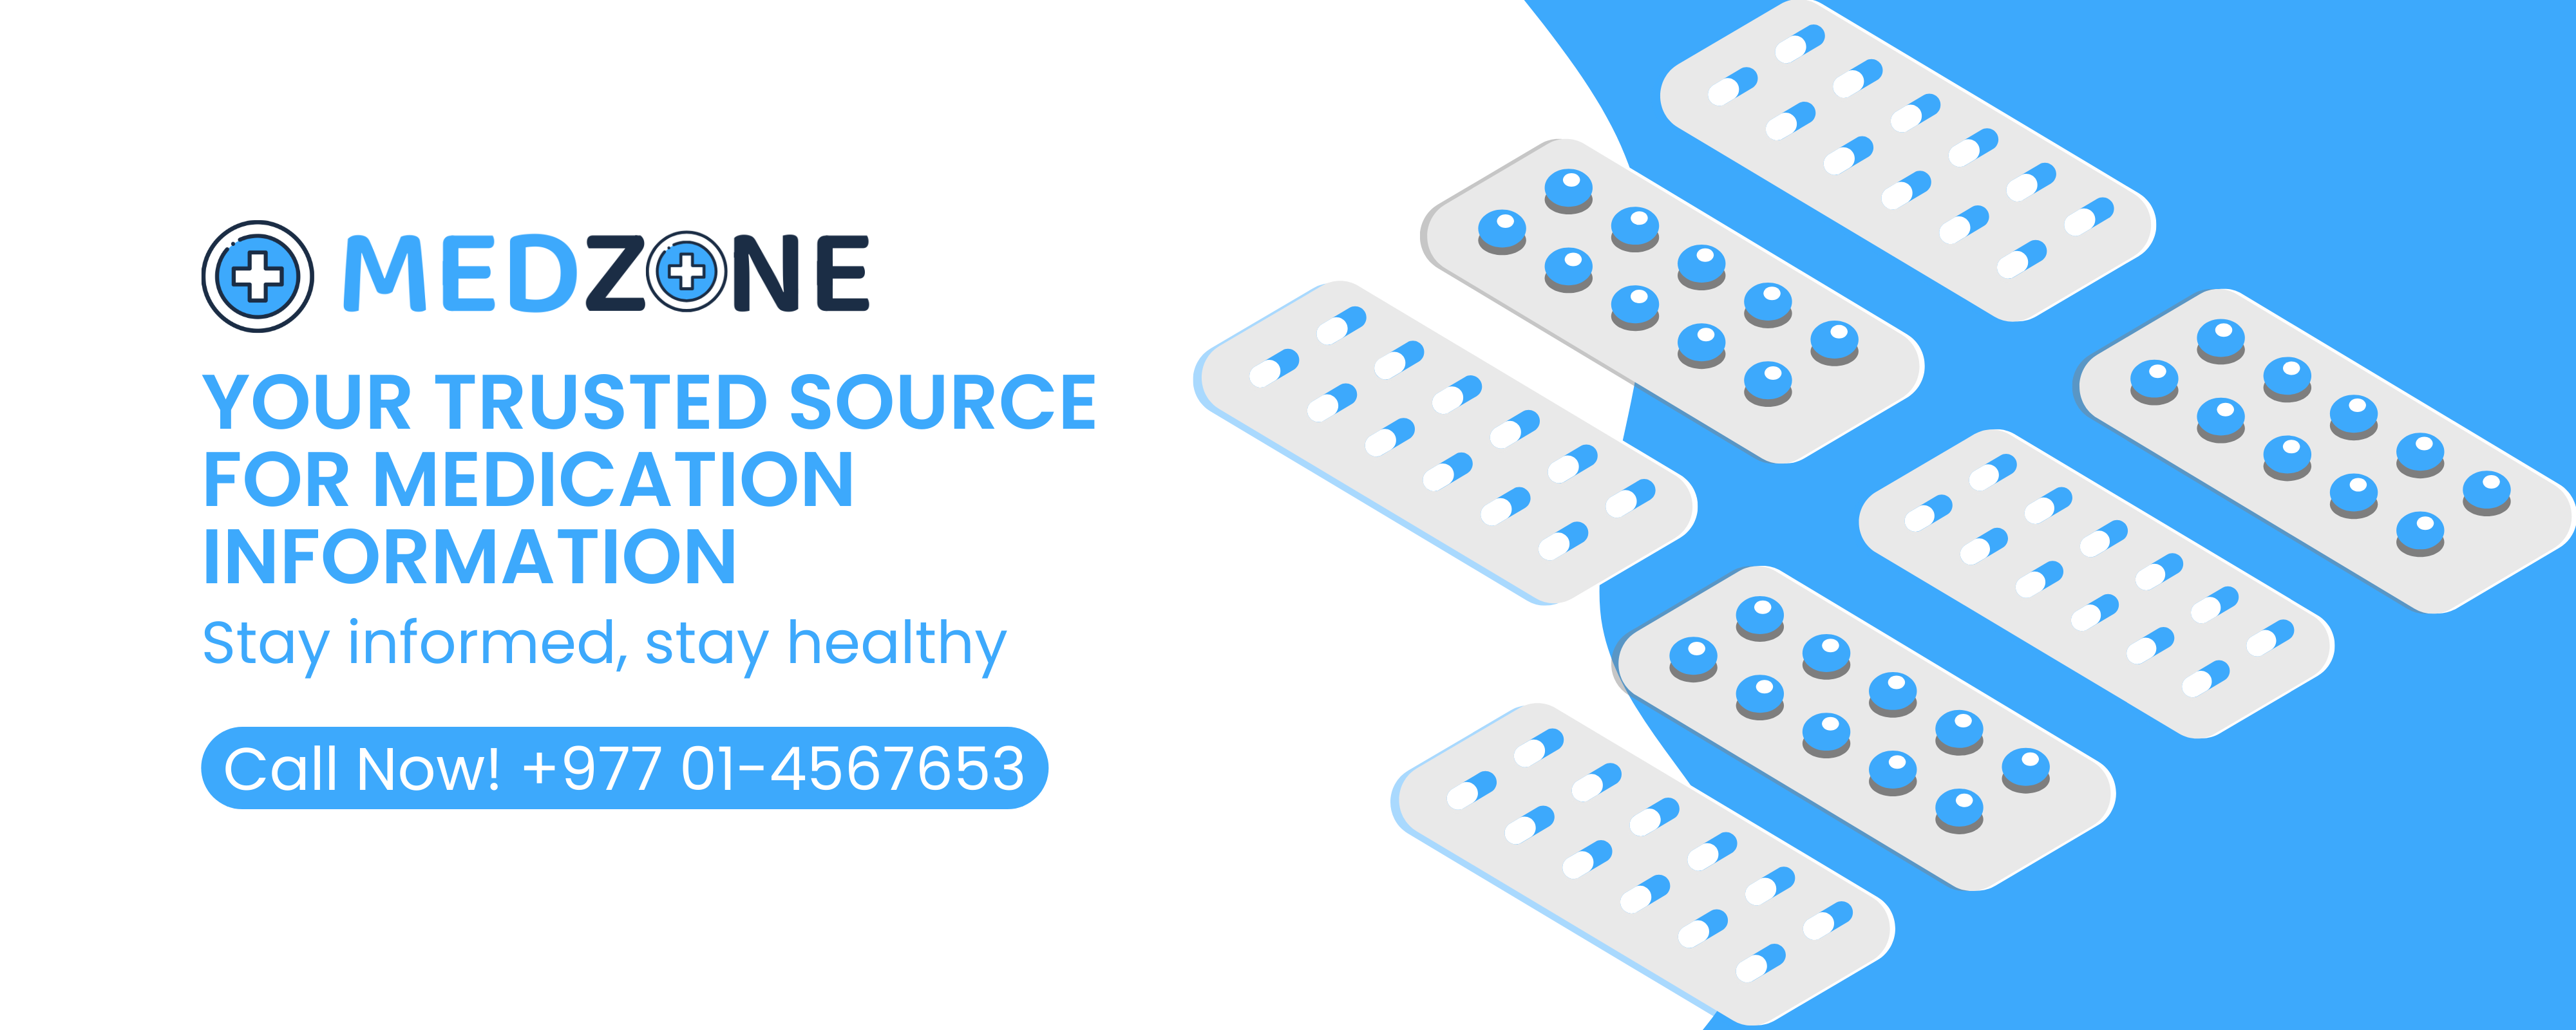 MEDZONE
YOUR TRUSTED SOURCE
FOR MEDICATION
INFORMATION
Stay informed, stay healthy
Call Now! +977 01-4567653